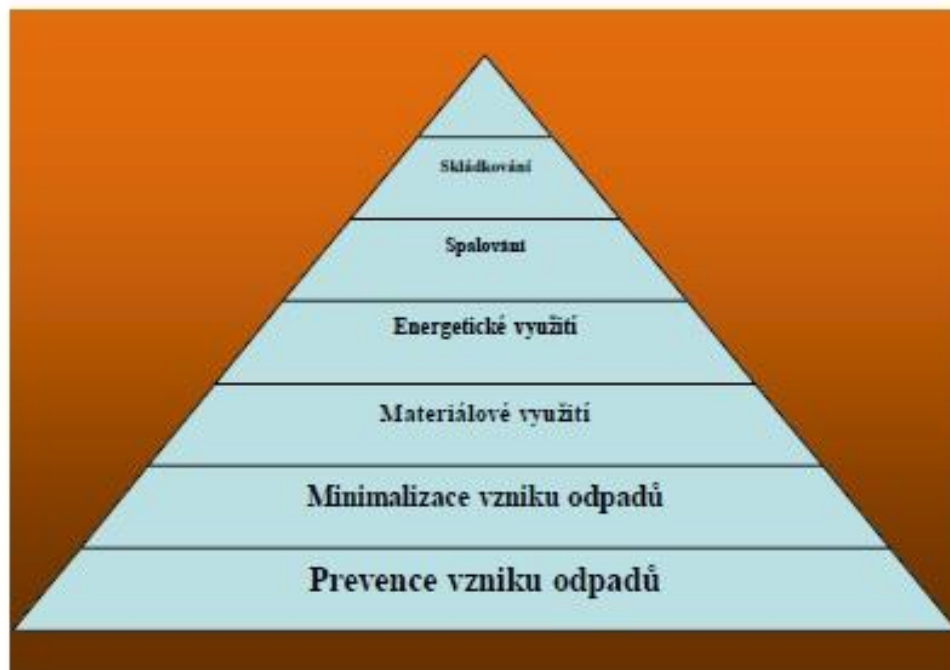 Skládkování
Spalování
Energetické využití
Materiálové využití
Minimalizace vzniku odpadů
Prevence vzniku odpadů